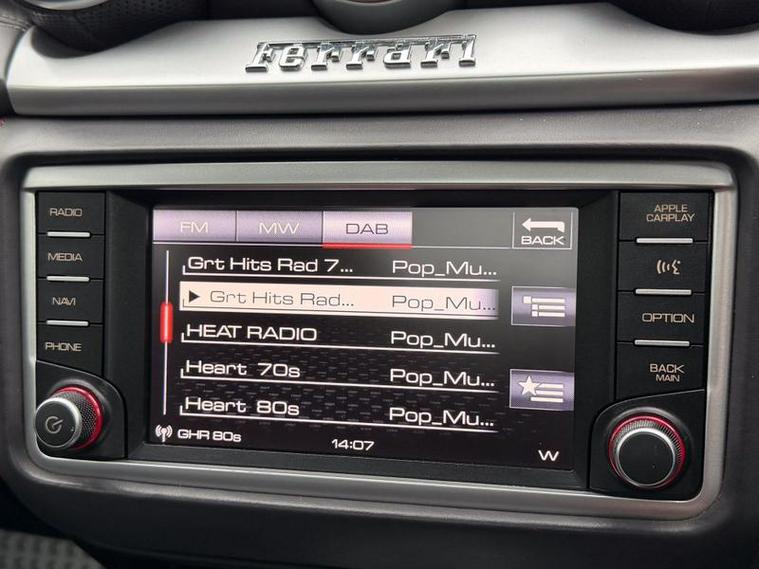 Ferrari
RADIO
MEDIA
NAVI
PHONE
FM MW DAB BACK
Grt Hits Rad 7... Pop_Mu...
Grt Hits Rad... Pop_Mu...
HEAT RADIO Pop_Mu...
Heart 70s Pop_Mu...
Heart 80s Pop_Mu...
GHR 80s 14:07 W
APPLE
CARPLAY
OPTION
BACK
MAIN